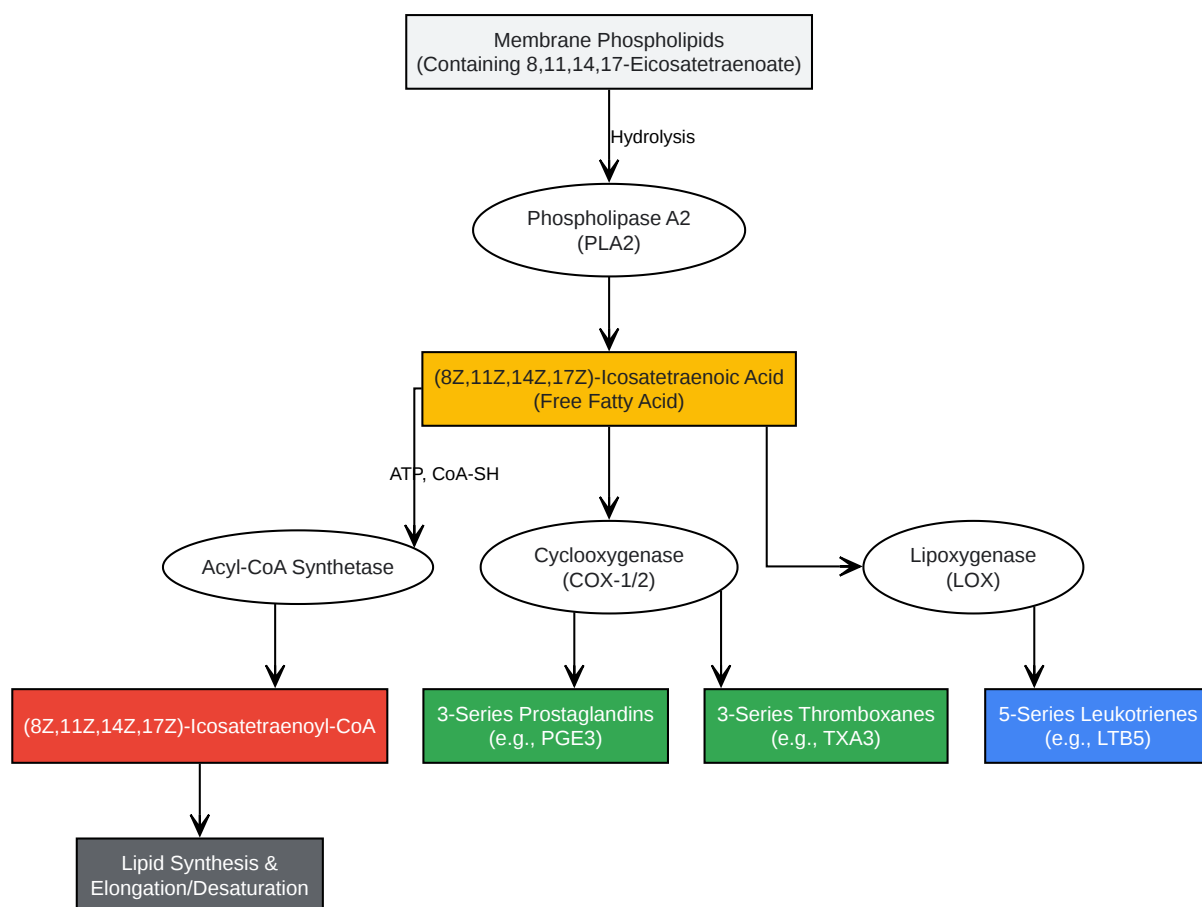 Membrane Phospholipids
(Containing 8,11,14,17-Eicosatetraenoate)
Hydrolysis
Phospholipase A2
(PLA2)
(8Z,11Z,14Z,17Z)-Icosatetraenoic Acid
(Free Fatty Acid)
ATP, CoA-SH
Acyl-CoA Synthetase
Cyclooxygenase
(COX-1/2)
Lipoxygenase
(LOX)
(8Z,11Z,14Z,17Z)-Icosatetraenoyl-CoA
3-Series Prostaglandins
(e.g., PGE3)
3-Series Thromboxanes
(e.g., TXA3)
5-Series Leukotrienes
(e.g., LTB5)
Lipid Synthesis &
Elongation/Desaturation